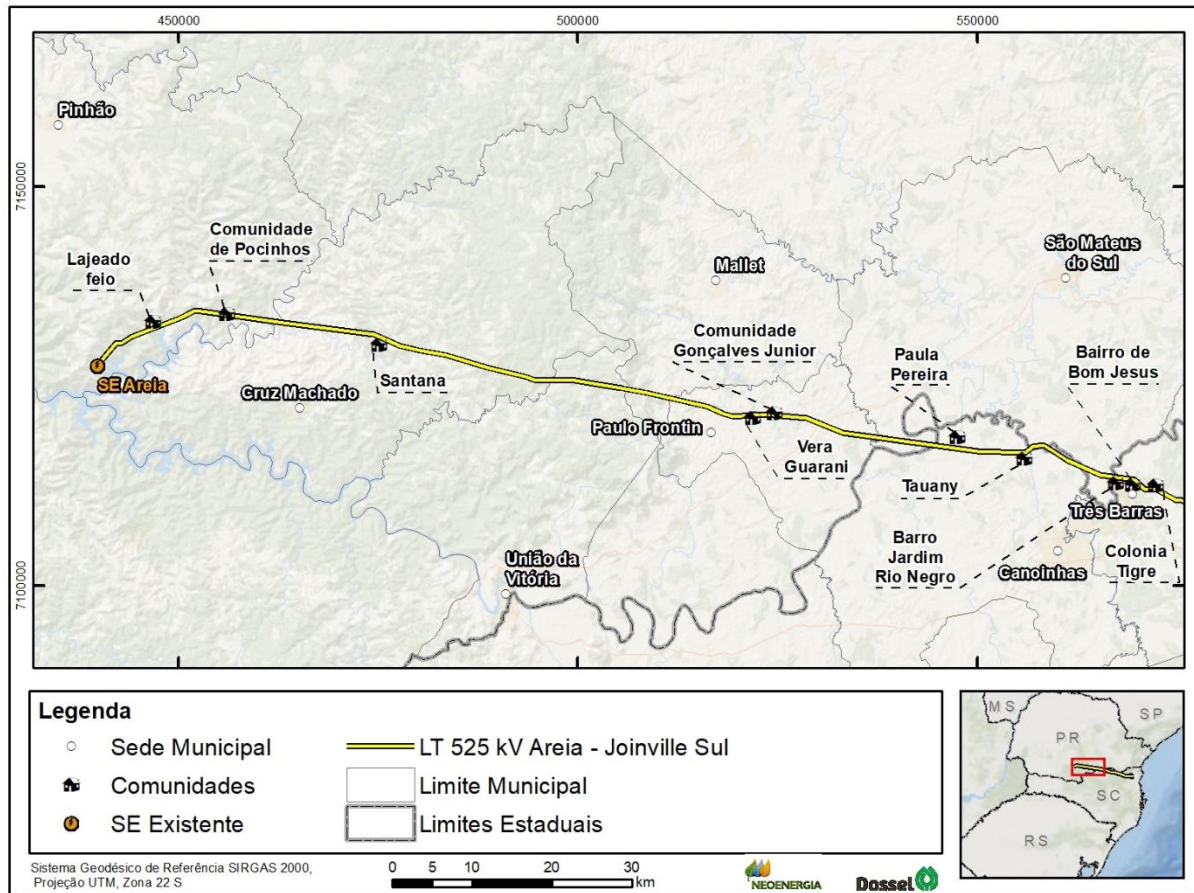 450000
500000
550000
7150000
7100000
Pinhão
Comunidade
de Pocinhos
Lajeado
feio
SE Areia
Cruz Machado
Santana
Mallet
São Mateus
do Sul
Comunidade
Gonçalves Junior
Paula
Pereira
Bairro de
Bom Jesus
Paulo Frontin
Vera
Guarani
Tauany
Três Barras
Barro
Jardim
Rio Negro
Canoinhas
Colonia
Tigre
União da
Vitória
Legenda
Sede Municipal
Comunidades
SE Existente
LT 525 kV Areia - Joinville Sul
Limite Municipal
Limites Estaduais
Sistema Geodésico de Referência SIRGAS 2000,
Projeção UTM, Zona 22 S
0 5 10 20 30
km
NEOENERGIA
Dossel
MS
SP
PR
SC
RS